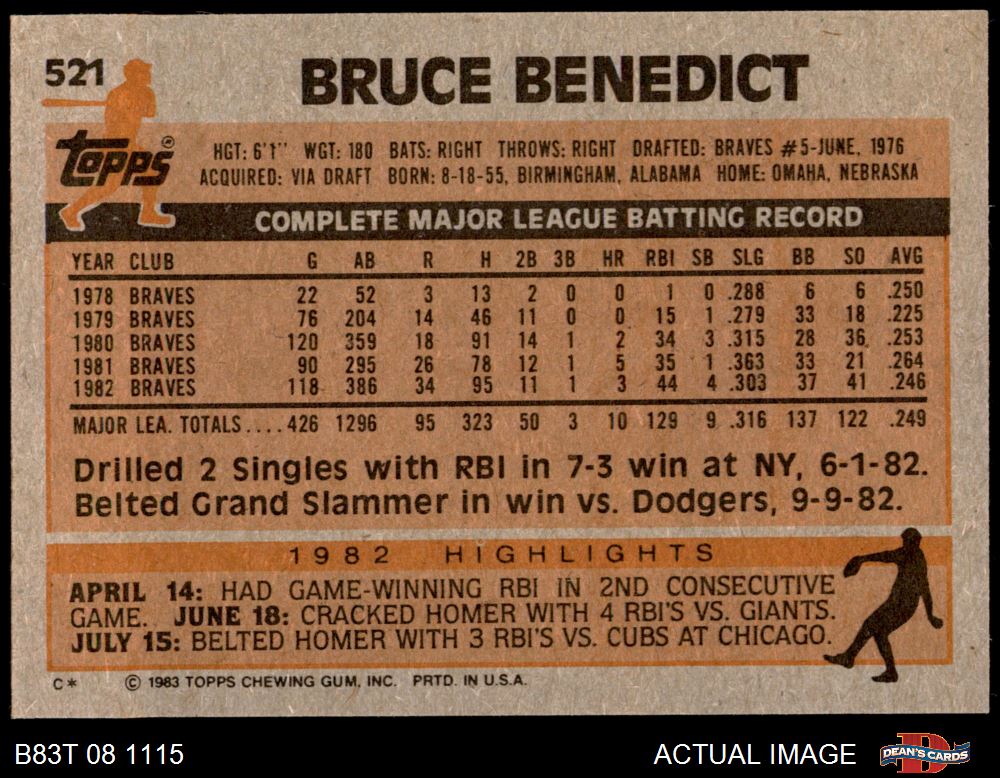 521
BRUCE BENEDICT
Topps®
HGT: 6'1" WGT: 180 BATS: RIGHT THROWS: RIGHT DRAFTED: BRAVES #5-JUNE, 1976
ACQUIRED: VIA DRAFT BORN: 8-18-55, BIRMINGHAM, ALABAMA HOME: OMAHA, NEBRASKA
COMPLETE MAJOR LEAGUE BATTING RECORD
YEAR CLUB G AB R H 2B 3B HR RBI SB SLG BB SO AVG
1978 BRAVES 22 52 3 13 2 0 0 1 0 .288 6 6 .250
1979 BRAVES 76 204 14 46 11 0 0 15 1 .279 33 18 .225
1980 BRAVES 120 359 18 91 14 1 2 34 3 .315 28 36 .253
1981 BRAVES 90 295 26 78 12 1 5 35 1 .363 33 21 .264
1982 BRAVES 118 386 34 95 11 1 3 44 4 .303 37 41 .246
MAJOR LEA. TOTALS....426 1296 95 323 50 3 10 129 9 .316 137 122 .249
Drilled 2 Singles with RBI in 7-3 win at NY, 6-1-82.
Belted Grand Slammer in win vs. Dodgers, 9-9-82.
1982 HIGHLIGHTS
APRIL 14: HAD GAME-WINNING RBI IN 2ND CONSECUTIVE
GAME. JUNE 18: CRACKED HOMER WITH 4 RBI'S VS. GIANTS.
JULY 15: BELTED HOMER WITH 3 RBI'S VS. CUBS AT CHICAGO.
C* © 1983 TOPPS CHEWING GUM, INC. PRTD. IN U.S.A.
B83T 08 1115
ACTUAL IMAGE
DEAN'S CARDS